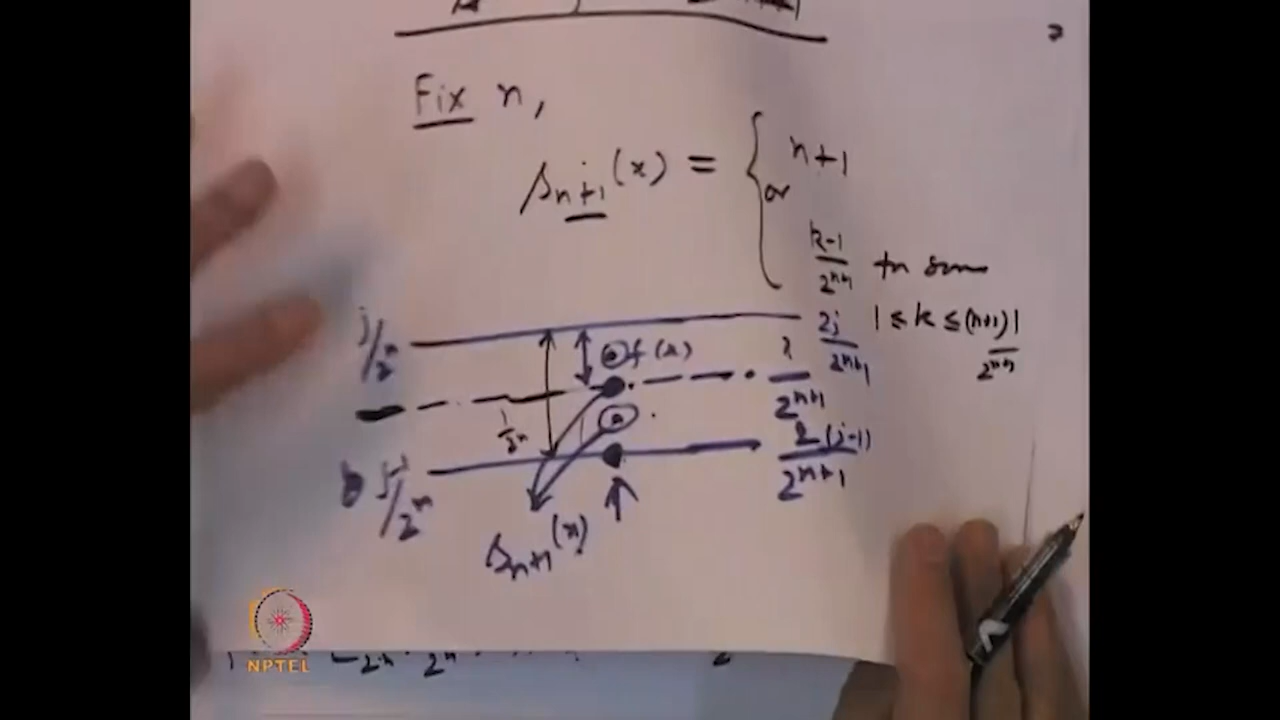 Fix n,
s_{n+1}(x) = { n+1
or
k-1/2^{n+1} for some
1 ≤ k ≤ (n+1)
j/2^n
2j/2^{n+1}
f(x)
2^{n+1}
1/2^n
j-1/2^n
2(j-1)/2^{n+1}
s_{n+1}(x)
NPTEL
2^n